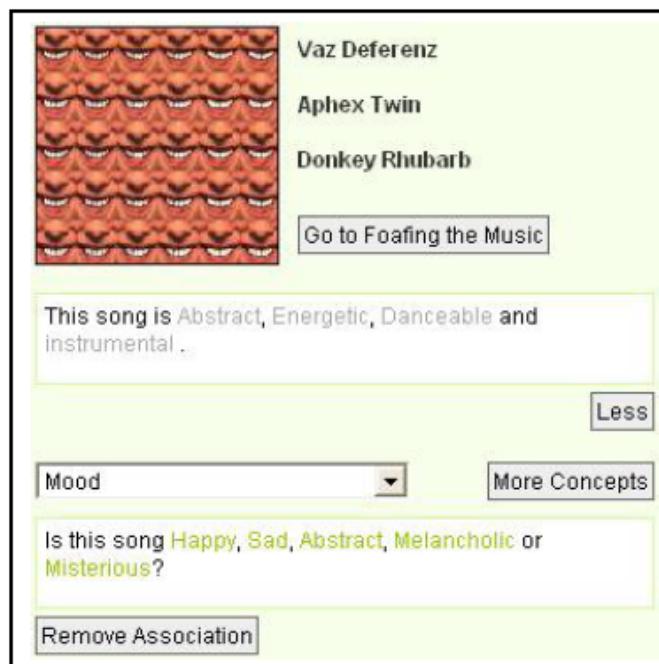 Vaz Deferenz
Aphex Twin
Donkey Rhubarb
Go to Foafing the Music
This song is Abstract, Energetic, Danceable and
instrumental .
Less
Mood
More Concepts
Is this song Happy, Sad, Abstract, Melancholic or
Misterious?
Remove Association